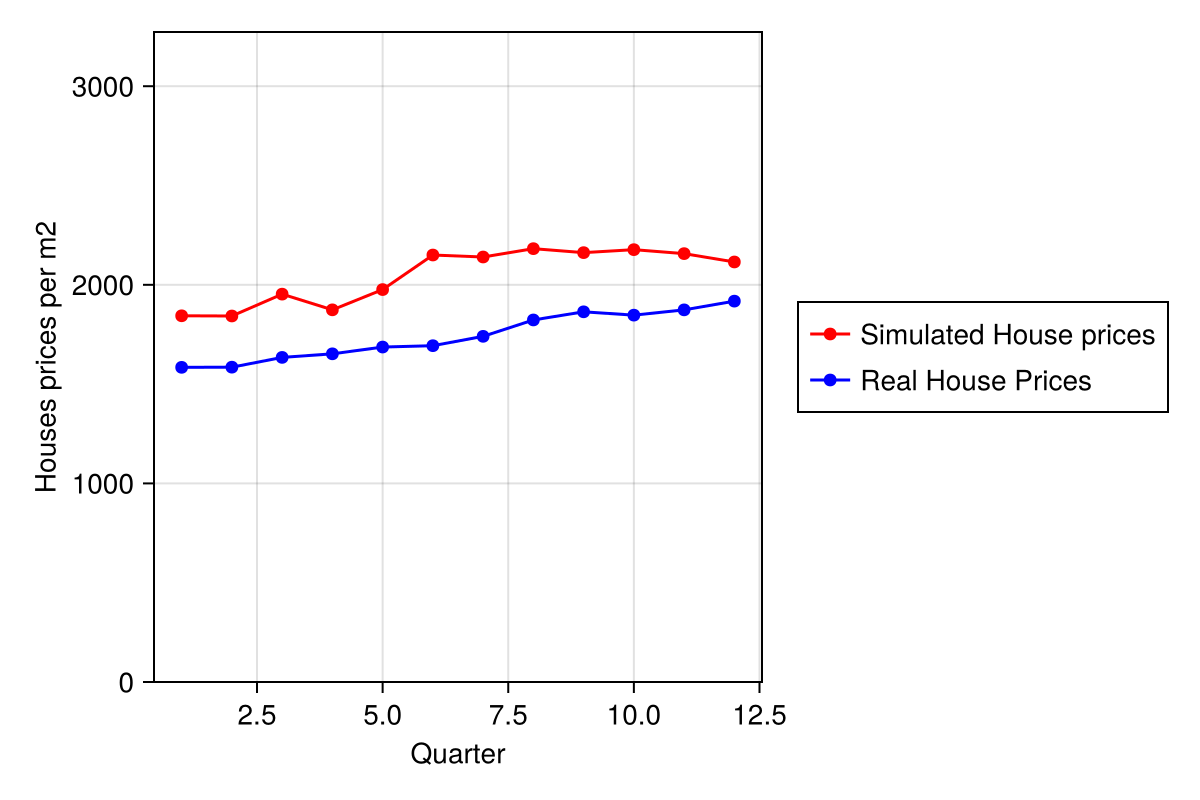 3000
2000
1000
0
Houses prices per m2
2.5 5.0 7.5 10.0 12.5
Quarter
Simulated House prices
Real House Prices